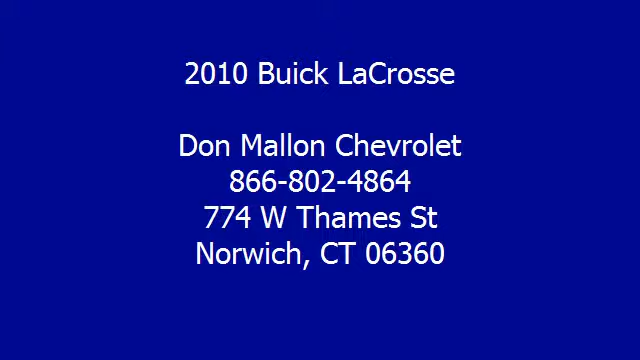 2010 Buick LaCrosse
Don Mallon Chevrolet
866-802-4864
774 W Thames St
Norwich, CT 06360